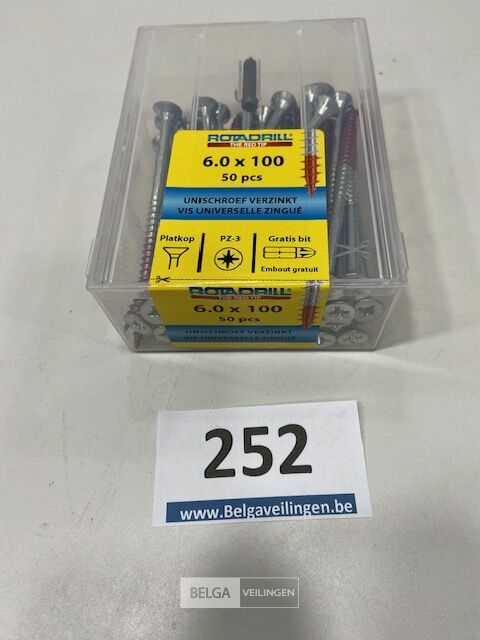 ROTADRILL
THE RED TIP
6.0 x 100
50 pcs
UNISCHROEF VERZINKT
VIS UNIVERSELLE ZINGUÉ
Platkop PZ-3 Gratis bit
Embout gratuit
ROTADRILL
THE RED TIP
6.0 x 100
50 pcs
UNISCHROEF VERZINKT
VIS UNIVERSELLE ZINGUÉ
252
www.Belgaveilingen.be
BELGA VEILINGEN